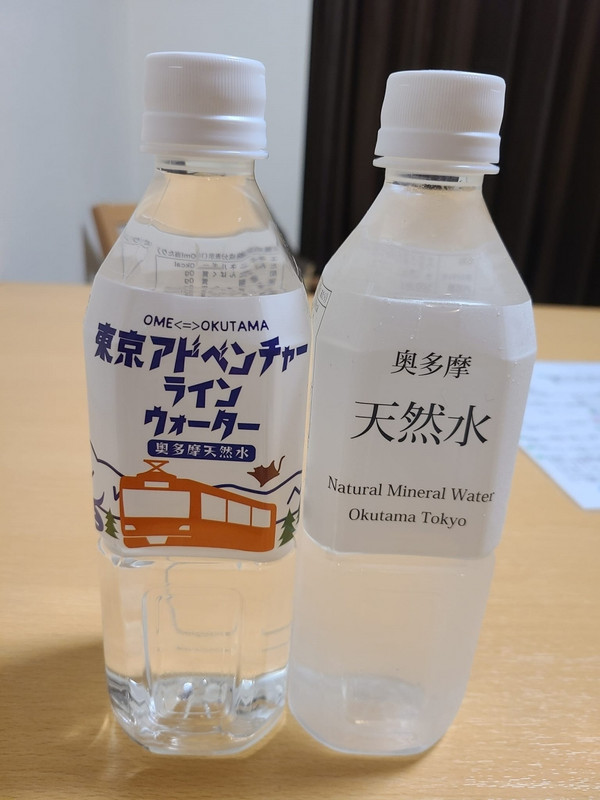 OME<=>OKUTAMA
東京アドベンチャー
ライン
ウォーター
奥多摩天然水
奥多摩
天然水
Natural Mineral Water
Okutama Tokyo